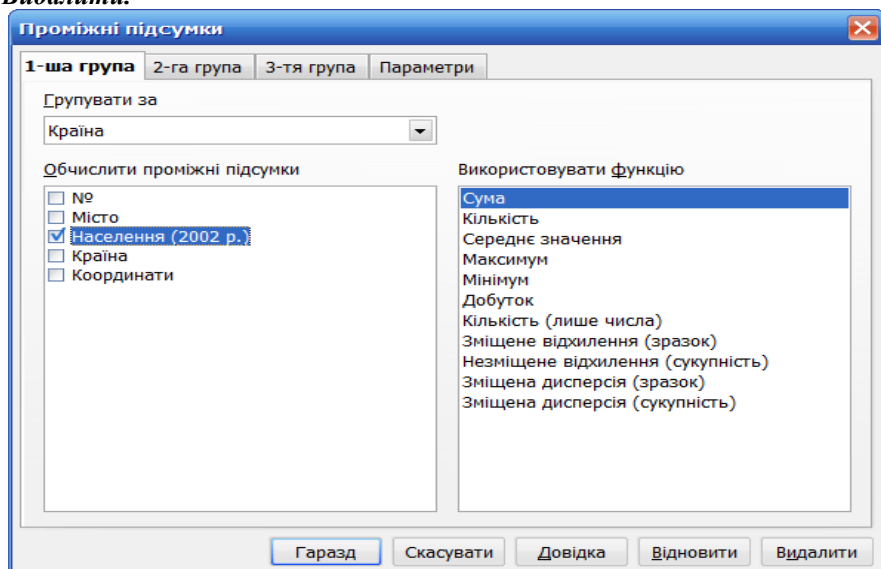 Видалити.
Проміжні підсумки
1-ша група 2-га група 3-тя група Параметри
Групувати за
Країна
Обчислити проміжні підсумки
№
Місто
Населення (2002 р.)
Країна
Координати
Використовувати функцію
Сума
Кількість
Середнє значення
Максимум
Мінімум
Добуток
Кількість (лише числа)
Зміщене відхилення (зразок)
Незміщене відхилення (сукупність)
Зміщена дисперсія (зразок)
Зміщена дисперсія (сукупність)
Гаразд Скасувати Довідка Відновити Видалити